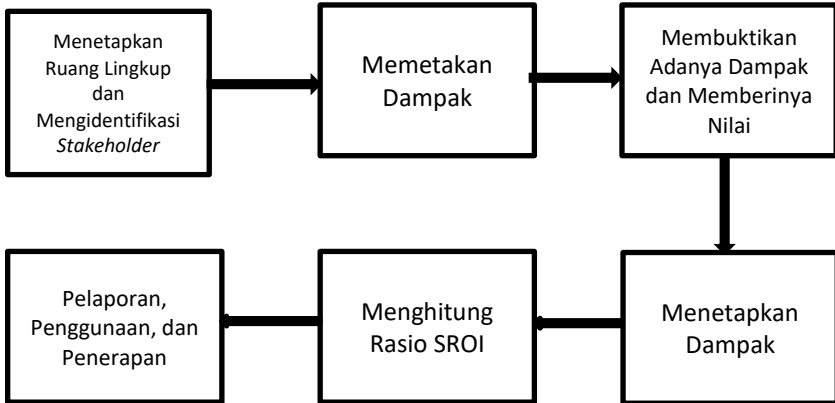 Menetapkan
Ruang Lingkup
dan
Mengidentifikasi
Stakeholder
Memetakan
Dampak
Membuktikan
Adanya Dampak
dan Memberinya
Nilai
Menetapkan
Dampak
Menghitung
Rasio SROI
Pelaporan,
Penggunaan, dan
Penerapan